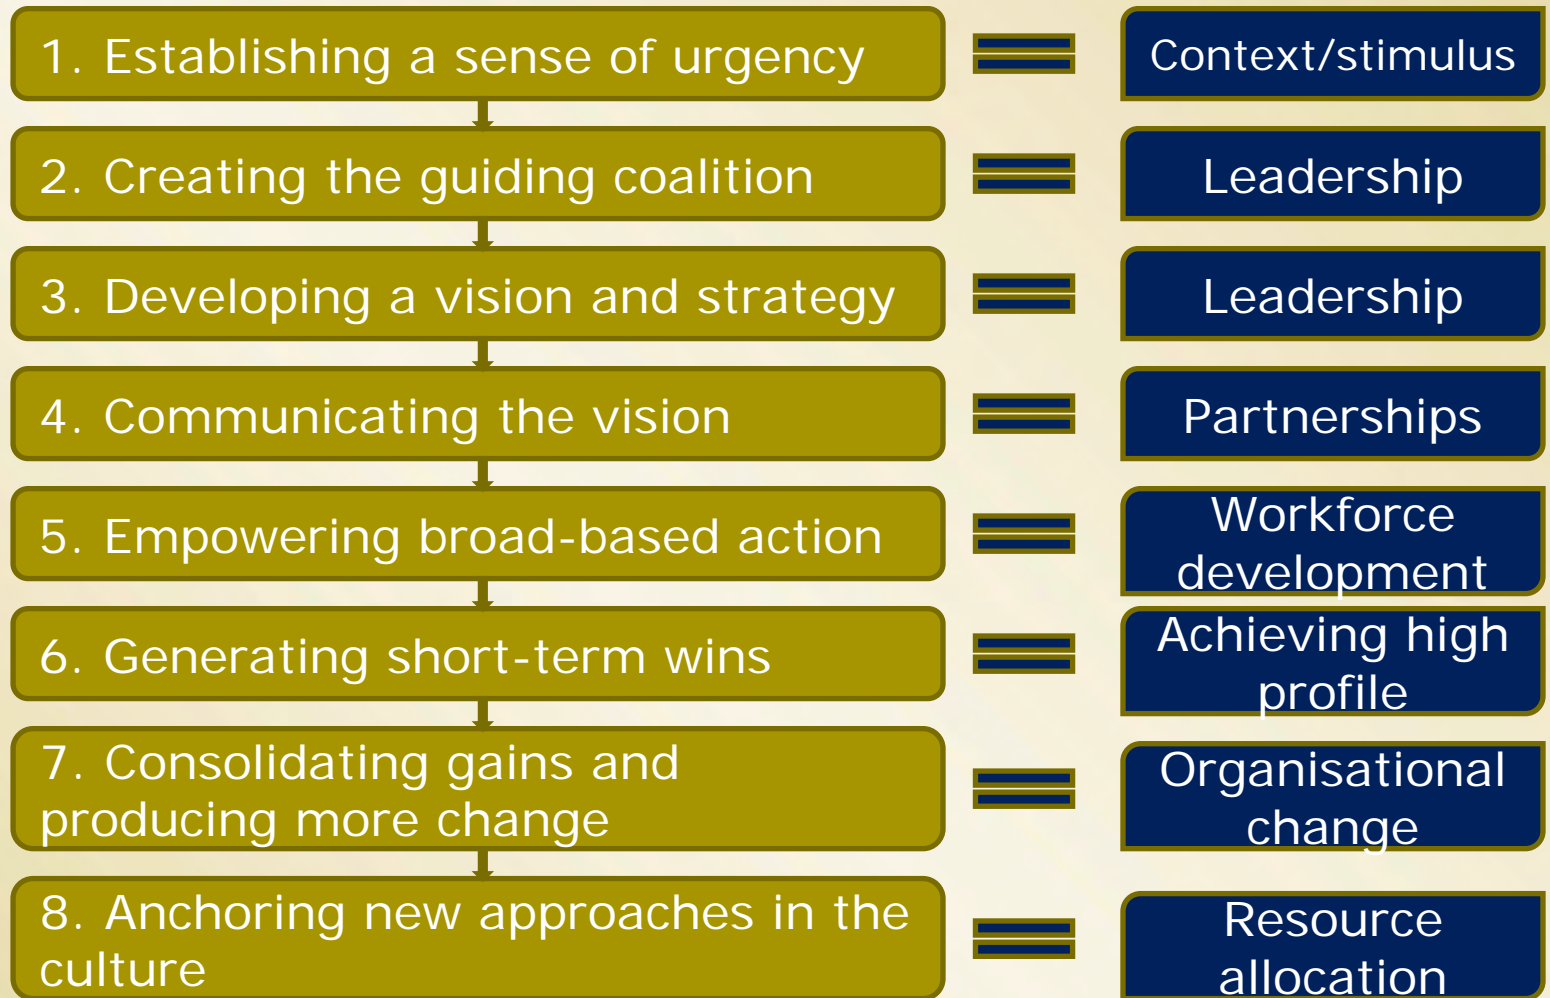 1. Establishing a sense of urgency
Context/stimulus
2. Creating the guiding coalition
Leadership
3. Developing a vision and strategy
Leadership
4. Communicating the vision
Partnerships
5. Empowering broad-based action
Workforce
development
6. Generating short-term wins
Achieving high
profile
7. Consolidating gains and
producing more change
Organisational
change
8. Anchoring new approaches in the
culture
Resource
allocation